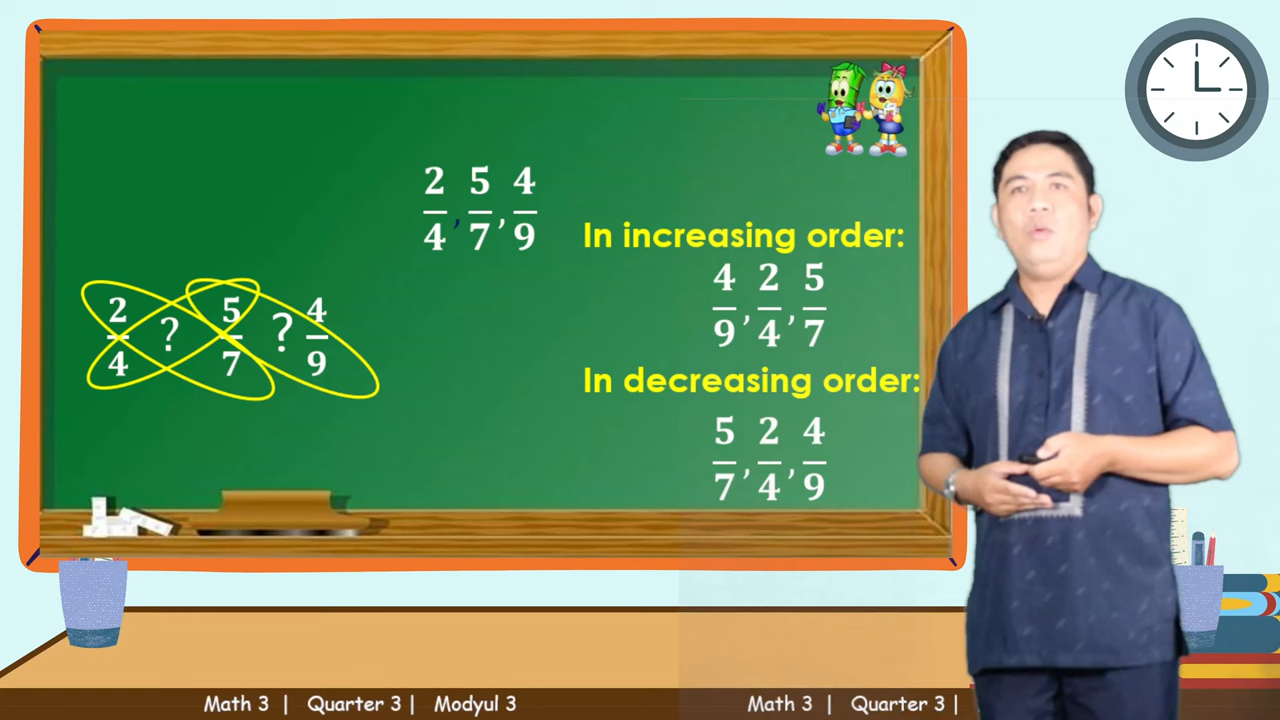 2/4, 5/7, 4/9
In increasing order:
4/9, 2/4, 5/7
In decreasing order:
5/7, 2/4, 4/9
2/4 ? 5/7 ? 4/9
Math 3 | Quarter 3 | Modyul 3
Math 3 | Quarter 3 |